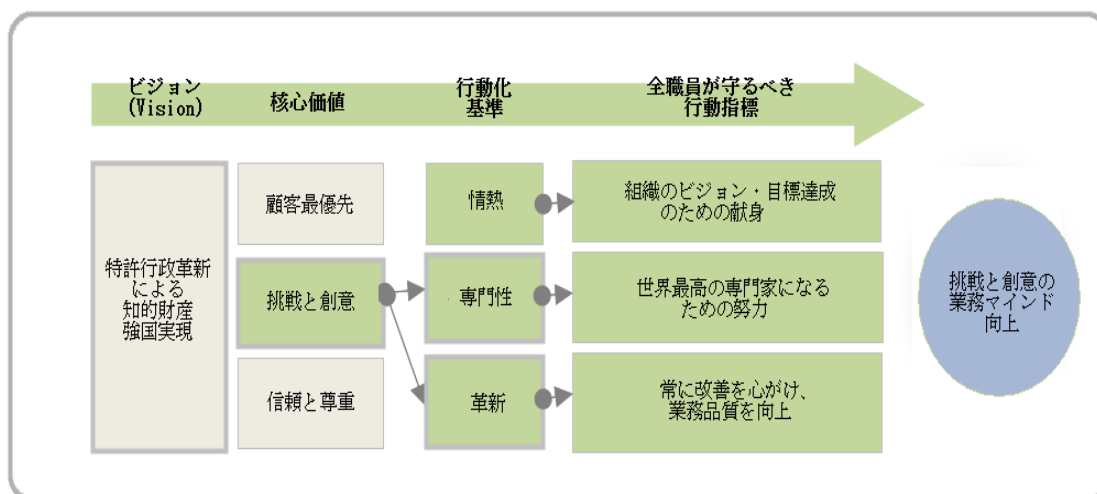 ビジョン
(Vision)
核心価値
行動化
基準
全職員が守るべき
行動指標
特許行政革新
による
知的財産
強国実現
顧客最優先
挑戦と創意
信頼と尊重
情熱
専門性
革新
組織のビジョン・目標達成
のための献身
世界最高の専門家になる
ための努力
常に改善を心がけ、
業務品質を向上
挑戦と創意の
業務マインド
向上